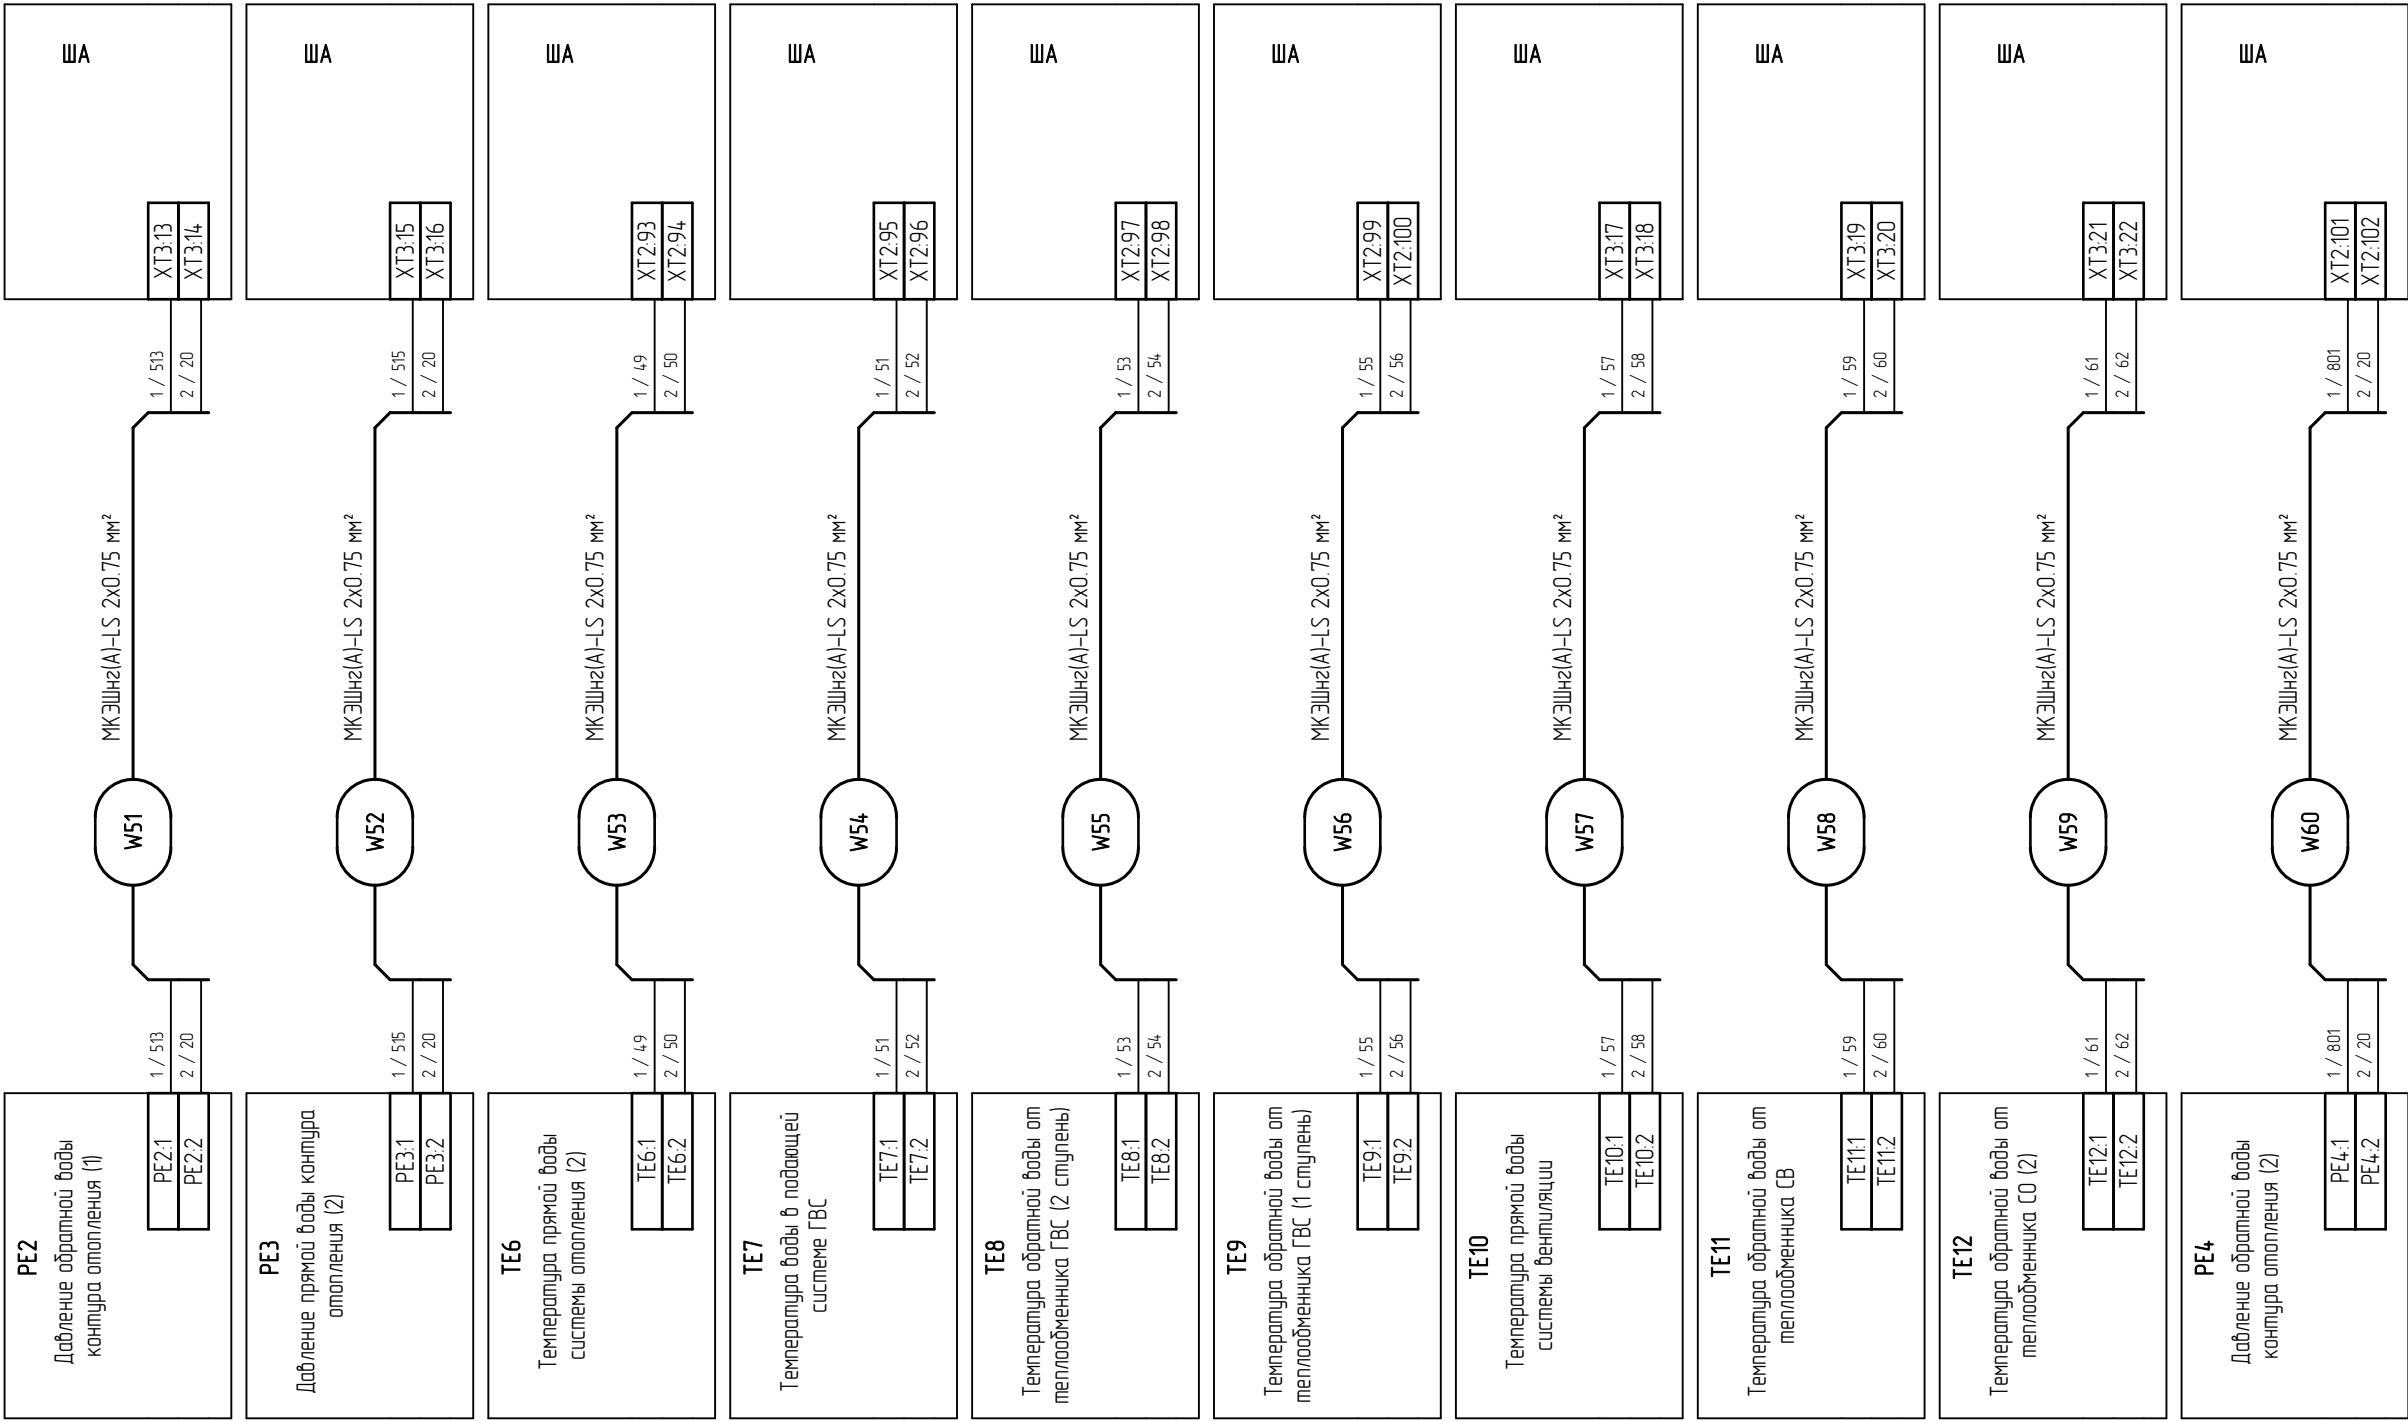 PE2
Давление обратной воды
контура отопления (1)
PE2:1
PE2:2
1 / 513
2 / 20
W51
МКЭШнг(А)-LS 2x0.75 мм²
1 / 513
2 / 20
XT3:13
XT3:14
ША
PE3
Давление прямой воды контура
отопления (2)
PE3:1
PE3:2
1 / 515
2 / 20
W52
МКЭШнг(А)-LS 2x0.75 мм²
1 / 515
2 / 20
XT3:15
XT3:16
ША
TE6
Температура прямой воды
системы отопления (2)
TE6:1
TE6:2
1 / 49
2 / 50
W53
МКЭШнг(А)-LS 2x0.75 мм²
1 / 49
2 / 50
XT2:93
XT2:94
ША
TE7
Температура воды в подающей
системе ГВС
TE7:1
TE7:2
1 / 51
2 / 52
W54
МКЭШнг(А)-LS 2x0.75 мм²
1 / 51
2 / 52
XT2:95
XT2:96
ША
TE8
Температура обратной воды от
теплообменника ГВС (2 ступень)
TE8:1
TE8:2
1 / 53
2 / 54
W55
МКЭШнг(А)-LS 2x0.75 мм²
1 / 53
2 / 54
XT2:97
XT2:98
ША
TE9
Температура обратной воды от
теплообменника ГВС (1 ступень)
TE9:1
TE9:2
1 / 55
2 / 56
W56
МКЭШнг(А)-LS 2x0.75 мм²
1 / 55
2 / 56
XT2:99
XT2:100
ША
TE10
Температура прямой воды
системы вентиляции
TE10:1
TE10:2
1 / 57
2 / 58
W57
МКЭШнг(А)-LS 2x0.75 мм²
1 / 57
2 / 58
XT3:17
XT3:18
ША
TE11
Температура обратной воды от
теплообменника СВ
TE11:1
TE11:2
1 / 59
2 / 60
W58
МКЭШнг(А)-LS 2x0.75 мм²
1 / 59
2 / 60
XT3:19
XT3:20
ША
TE12
Температура обратной воды от
теплообменника СО (2)
TE12:1
TE12:2
1 / 61
2 / 62
W59
МКЭШнг(А)-LS 2x0.75 мм²
1 / 61
2 / 62
XT3:21
XT3:22
ША
PE4
Давление обратной воды
контура отопления (2)
PE4:1
PE4:2
1 / 801
2 / 20
W60
МКЭШнг(А)-LS 2x0.75 мм²
1 / 801
2 / 20
XT2:101
XT2:102
ША